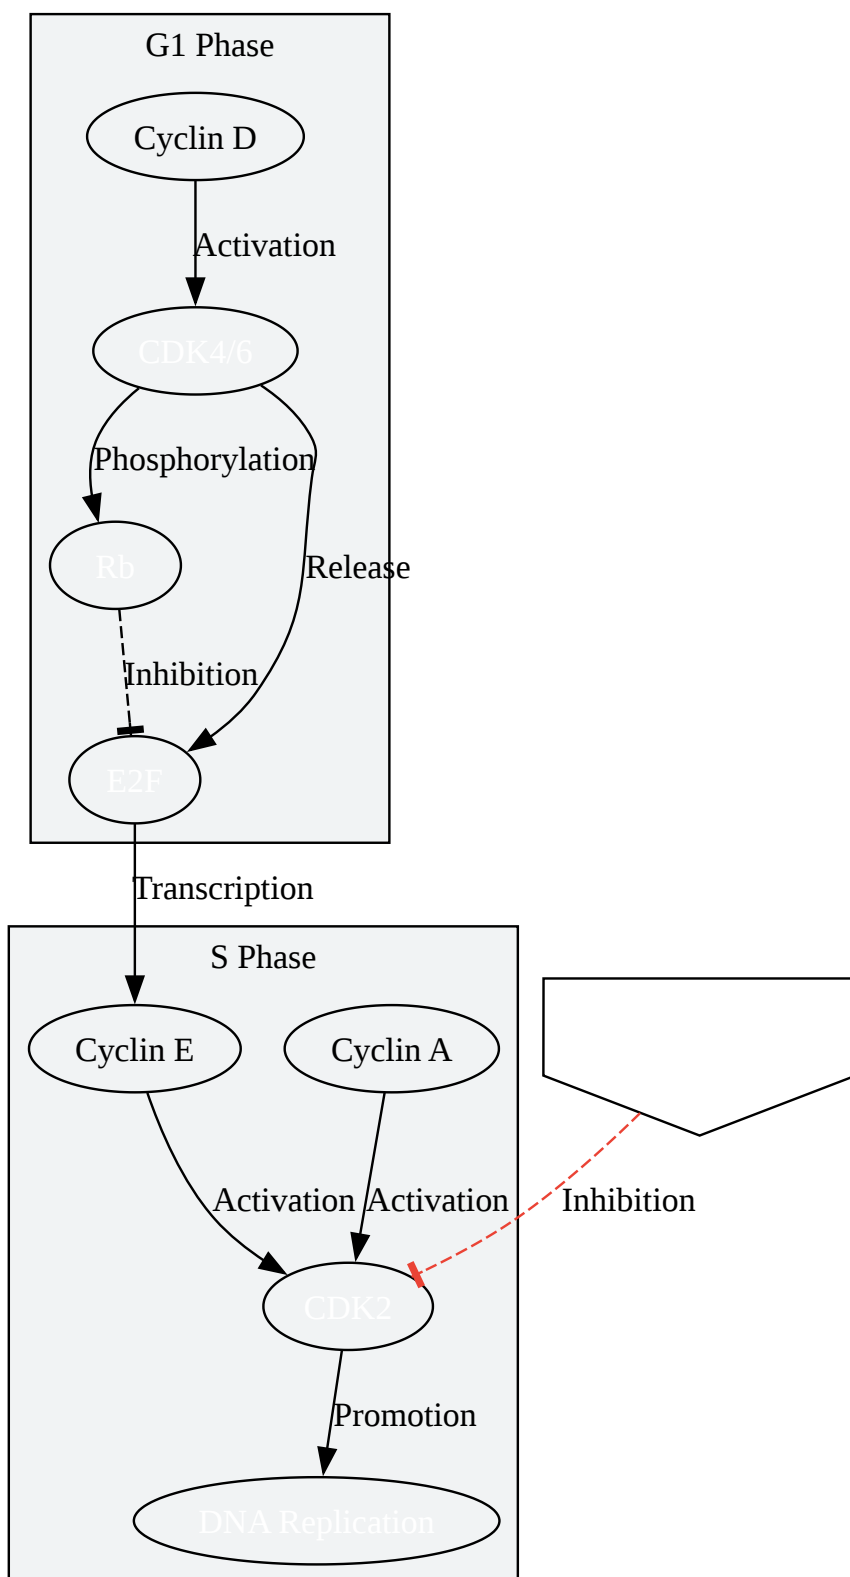 G1 Phase
Cyclin D
Activation
CDK4/6
Phosphorylation
Rb
Release
Inhibition
E2F
Transcription
S Phase
Cyclin E
Cyclin A
Activation
Activation
Inhibition
CDK2
Promotion
DNA Replication